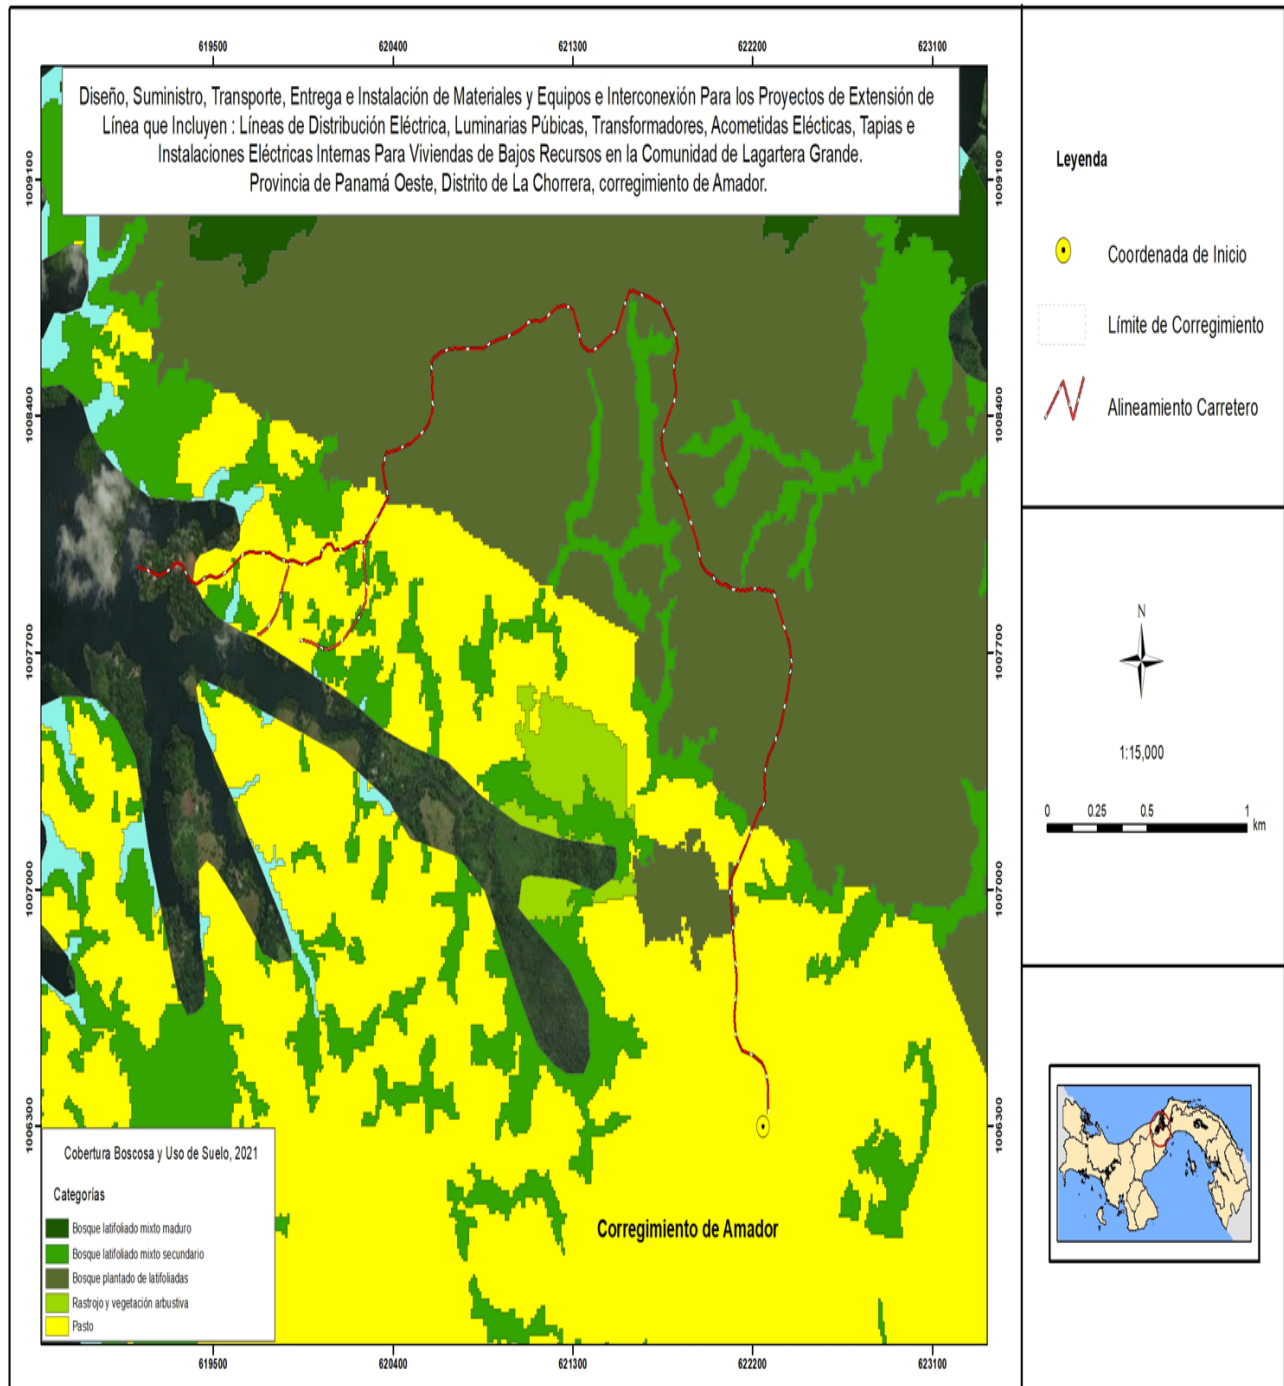 619500
620400
621300
622200
623100
Diseño, Suministro, Transporte, Entrega e Instalación de Materiales y Equipos e Interconexión Para los Proyectos de Extensión de
Línea que Incluyen : Líneas de Distribución Eléctrica, Luminarias Púbicas, Transformadores, Acometidas Elécticas, Tapias e
Instalaciones Eléctricas Internas Para Viviendas de Bajos Recursos en la Comunidad de Lagartera Grande.
Provincia de Panamá Oeste, Distrito de La Chorrera, corregimiento de Amador.
1009100
1008400
1007700
1007000
1006300
1009100
1008400
1007700
1007000
1006300
Corregimiento de Amador
Cobertura Boscosa y Uso de Suelo, 2021
Categorías
Bosque latifoliado mixto maduro
Bosque latifoliado mixto secundario
Bosque plantado de latifoliadas
Rastrojo y vegetación arbustiva
Pasto
619500
620400
621300
622200
623100
Leyenda
Coordenada de Inicio
Límite de Corregimiento
Alineamiento Carretero
N
1:15,000
0 0.25 0.5 1
km